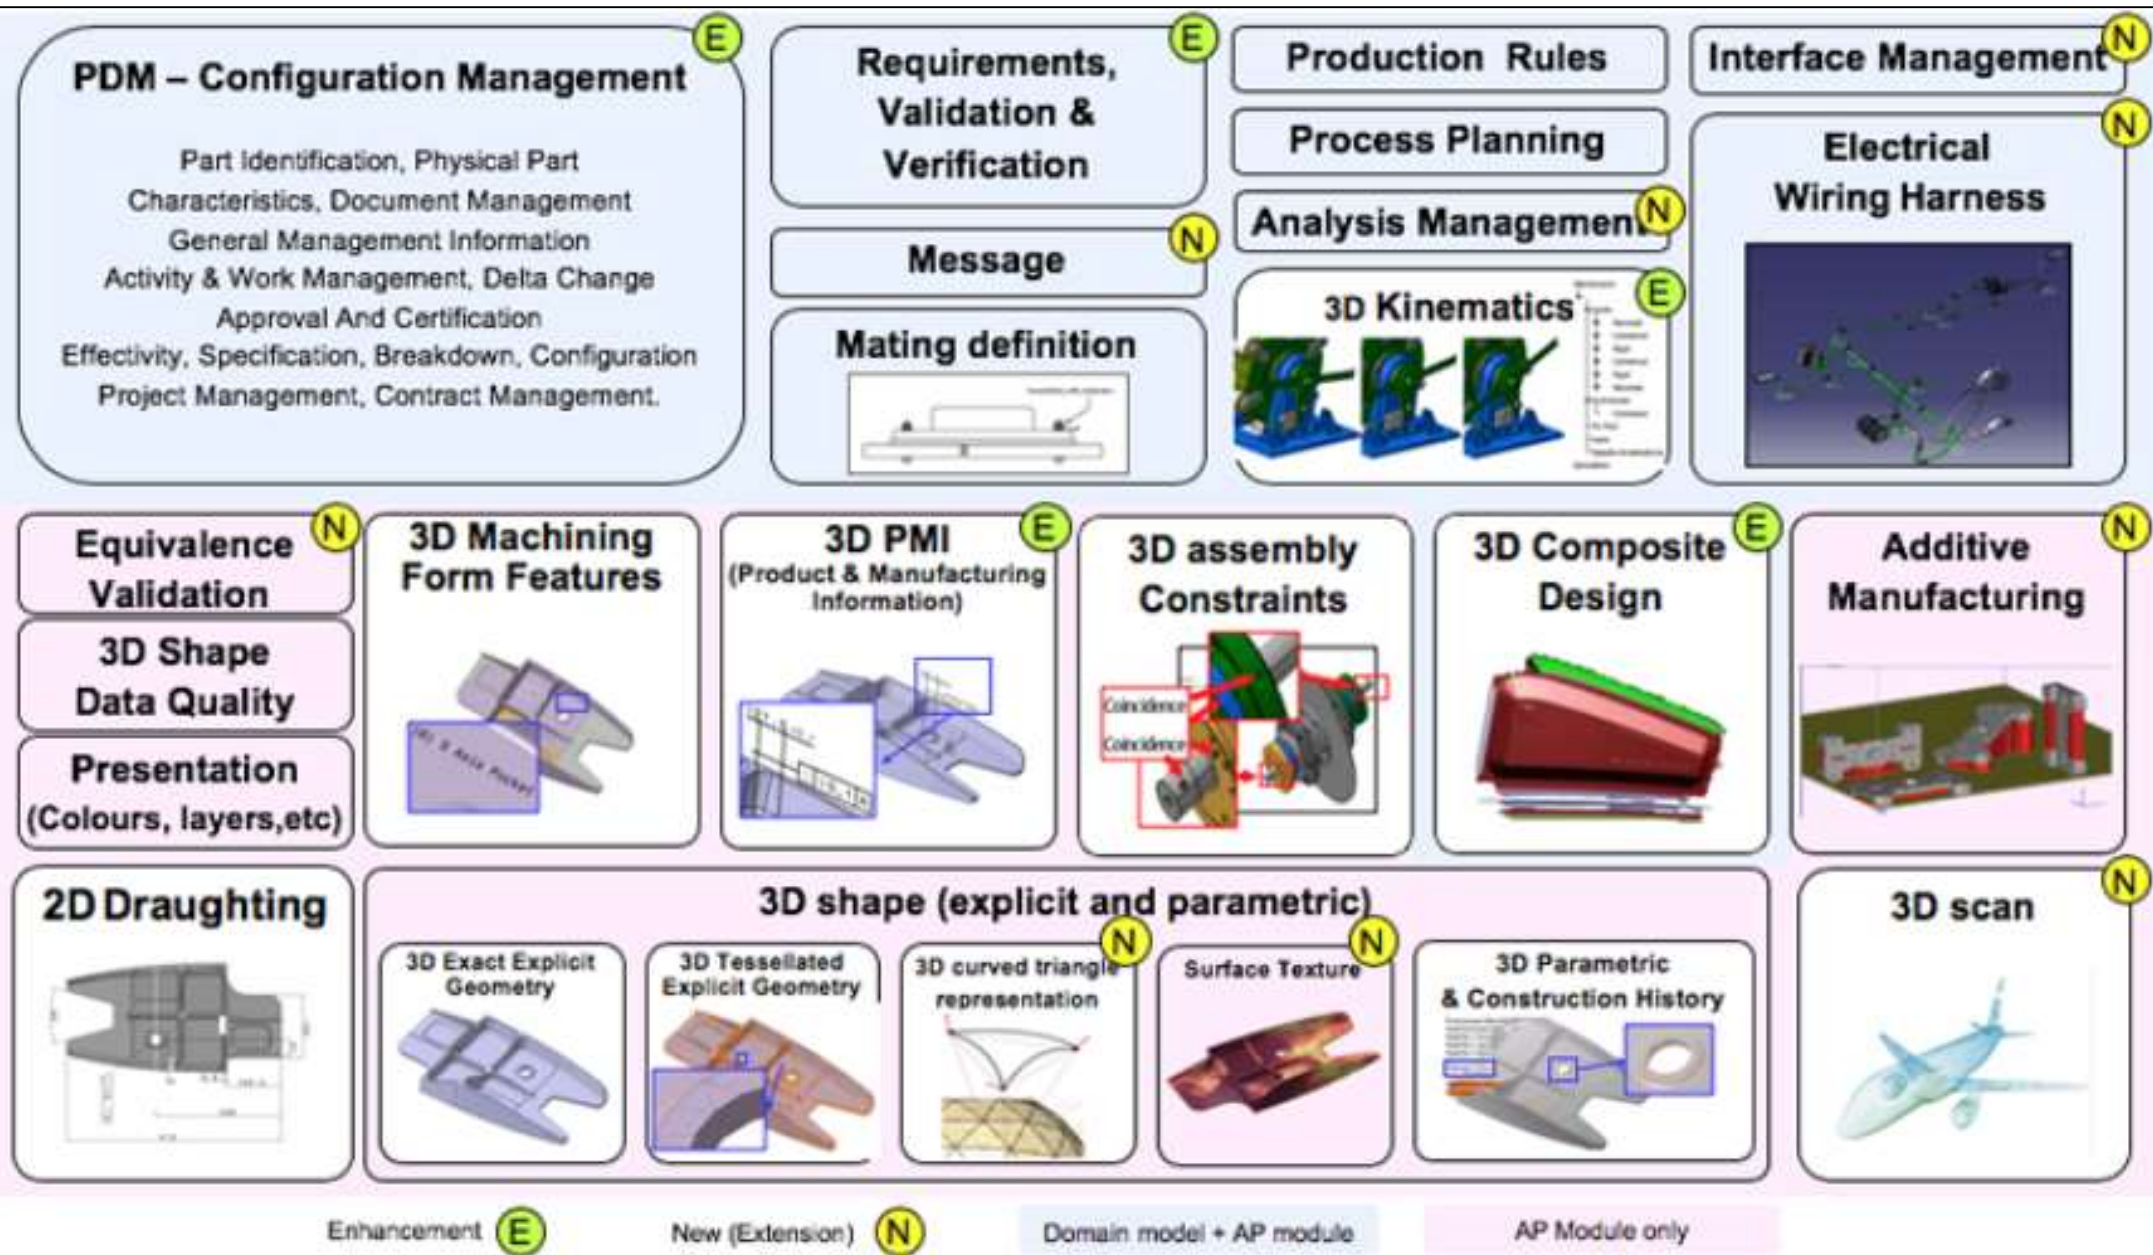 PDM – Configuration Management
E
Part Identification, Physical Part
Characteristics, Document Management
General Management Information
Activity & Work Management, Delta Change
Approval And Certification
Effectivity, Specification, Breakdown, Configuration
Project Management, Contract Management.
Requirements,
Validation &
Verification
E
Message
N
Mating definition
Production Rules
Process Planning
Analysis Management
N
3D Kinematics
E
Interface Management
N
Electrical
Wiring Harness
N
Equivalence
Validation
N
3D Shape
Data Quality
Presentation
(Colours, layers,etc)
3D Machining
Form Features
3D PMI
(Product & Manufacturing
Information)
E
3D assembly
Constraints
Coincidence
Coincidence
3D Composite
Design
E
Additive
Manufacturing
N
2D Draughting
3D shape (explicit and parametric)
3D Exact Explicit
Geometry
3D Tessellated
Explicit Geometry
3D curved triangle
representation
N
Surface Texture
N
3D Parametric
& Construction History
3D scan
N
Enhancement E
New (Extension) N
Domain model + AP module
AP Module only